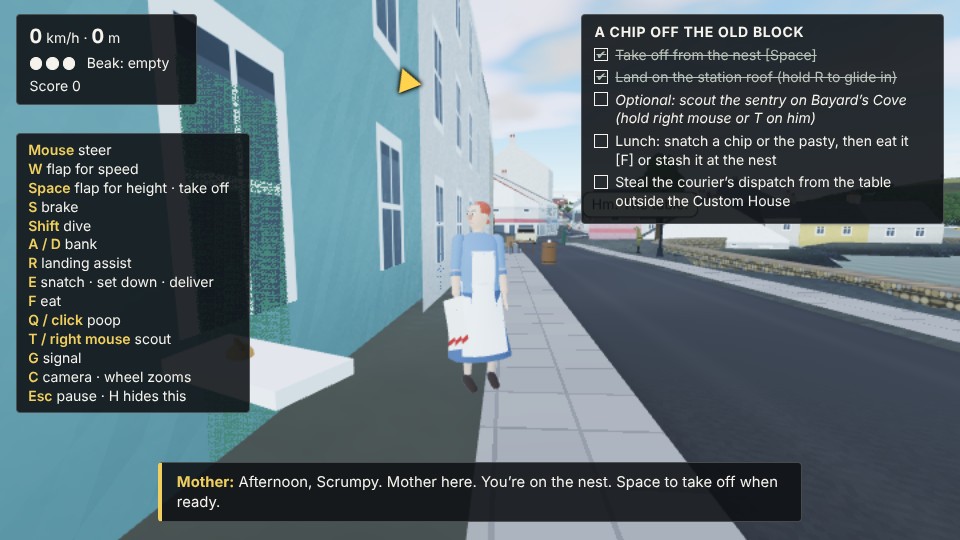 0 km/h · 0 m
Beak: empty
Score 0
Mouse steer
W flap for speed
Space flap for height · take off
S brake
Shift dive
A / D bank
R landing assist
E snatch · set down · deliver
F eat
Q / click poop
T / right mouse scout
G signal
C camera · wheel zooms
Esc pause · H hides this
A CHIP OFF THE OLD BLOCK
Take off from the nest [Space]
Land on the station roof (hold R to glide in)
Optional: scout the sentry on Bayard's Cove
(hold right mouse or T on him)
Lunch: snatch a chip or the pasty, then eat it
[F] or stash it at the nest
Steal the courier's dispatch from the table
outside the Custom House
Mother: Afternoon, Scrumpy. Mother here. You're on the nest. Space to take off when
ready.